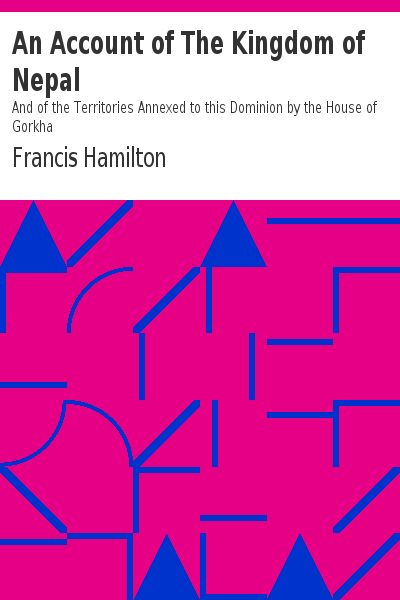 An Account of The Kingdom of
Nepal
And of the Territories Annexed to this Dominion by the House of
Gorkha
Francis Hamilton